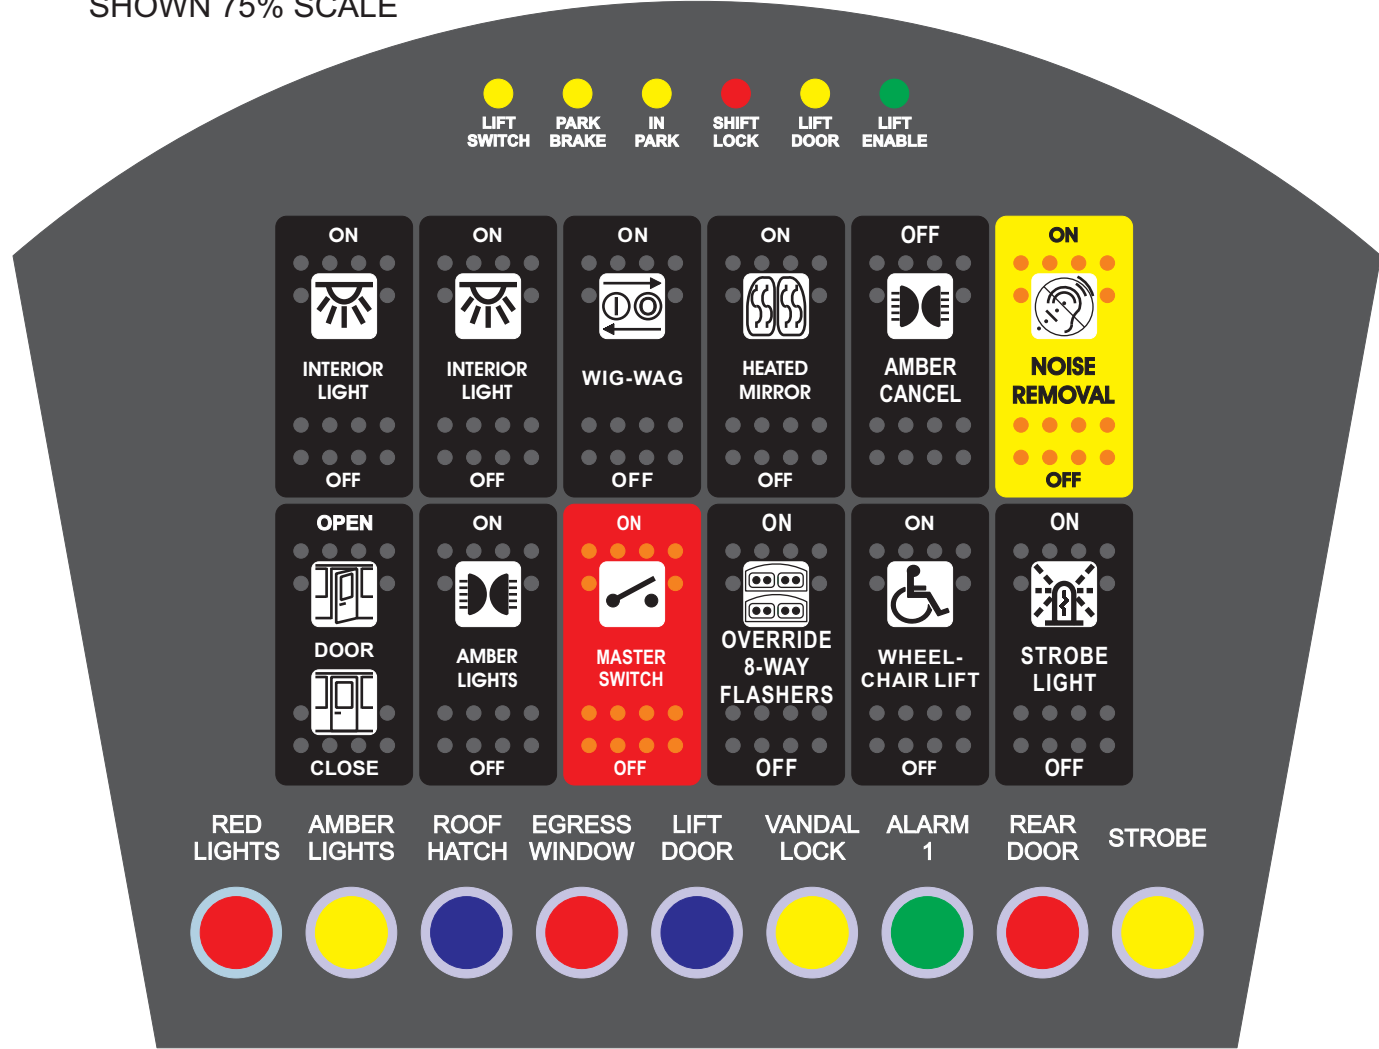 SHOWN 75% SCALE
LIFT SWITCH
PARK BRAKE
IN PARK
SHIFT LOCK
LIFT DOOR
LIFT ENABLE
ON
INTERIOR
LIGHT
OFF
ON
INTERIOR
LIGHT
OFF
ON
WIG-WAG
OFF
ON
HEATED
MIRROR
OFF
OFF
AMBER
CANCEL
ON
NOISE
REMOVAL
OFF
OPEN
DOOR
CLOSE
ON
AMBER
LIGHTS
OFF
ON
MASTER
SWITCH
OFF
ON
OVERRIDE
8-WAY
FLASHERS
OFF
ON
WHEEL-
CHAIR LIFT
OFF
ON
STROBE
LIGHT
OFF
RED
LIGHTS
AMBER
LIGHTS
ROOF
HATCH
EGRESS
WINDOW
LIFT
DOOR
VANDAL
LOCK
ALARM
1
REAR
DOOR
STROBE